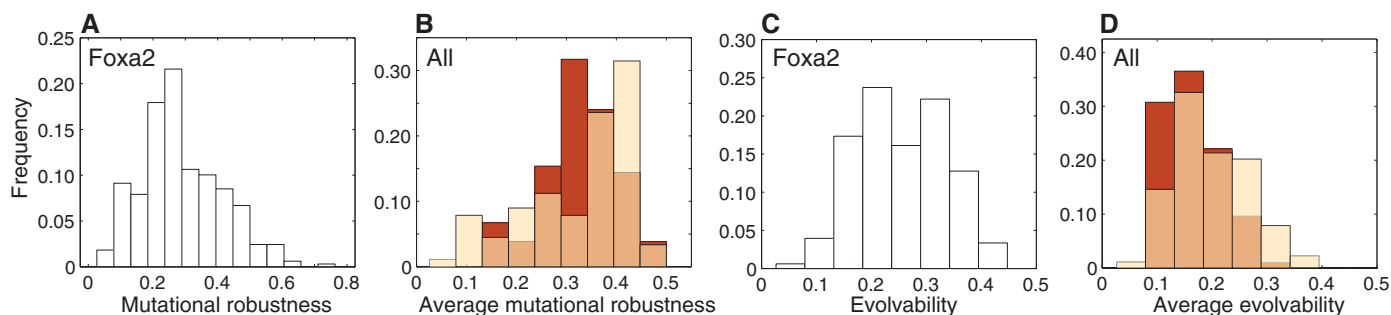 A
Foxa2
Frequency
0.25
0.20
0.15
0.10
0.05
0
0 0.2 0.4 0.6 0.8
Mutational robustness
B
All
0.30
0.20
0.10
0
0 0.1 0.2 0.3 0.4 0.5
Average mutational robustness
C
Foxa2
0.30
0.25
0.20
0.15
0.10
0.05
0
0 0.1 0.2 0.3 0.4 0.5
Evolvability
D
All
0.40
0.30
0.20
0.10
0
0 0.1 0.2 0.3 0.4 0.5
Average evolvability